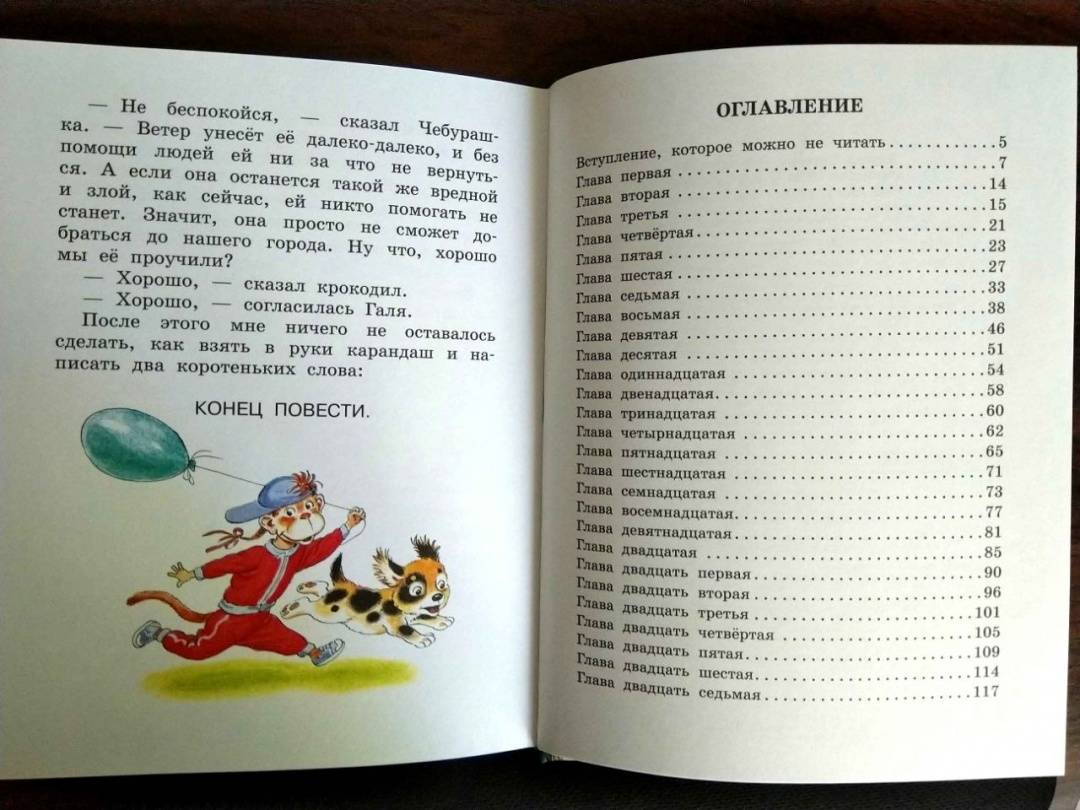 — Не беспокойся, — сказал Чебураш-
ка. — Ветер унесёт её далеко-далеко, и без
помощи людей ей ни за что не вернуть-
ся. А если она останется такой же вредной
и злой, как сейчас, ей никто помогать не
станет. Значит, она просто не сможет до-
браться до нашего города. Ну что, хорошо
мы её проучили?
— Хорошо, — сказал крокодил.
— Хорошо, — согласилась Галя.
После этого мне ничего не оставалось
сделать, как взять в руки карандаш и на-
писать два коротеньких слова:
КОНЕЦ ПОВЕСТИ.
ОГЛАВЛЕНИЕ
Вступление, которое можно не читать ............5
Глава первая ............7
Глава вторая ............14
Глава третья ............15
Глава четвёртая ............21
Глава пятая ............23
Глава шестая ............27
Глава седьмая ............33
Глава восьмая ............38
Глава девятая ............46
Глава десятая ............51
Глава одиннадцатая ............54
Глава двенадцатая ............58
Глава тринадцатая ............60
Глава четырнадцатая ............62
Глава пятнадцатая ............65
Глава шестнадцатая ............71
Глава семнадцатая ............73
Глава восемнадцатая ............77
Глава девятнадцатая ............81
Глава двадцатая ............85
Глава двадцать первая ............90
Глава двадцать вторая ............96
Глава двадцать третья ............101
Глава двадцать четвёртая ............105
Глава двадцать пятая ............109
Глава двадцать шестая ............114
Глава двадцать седьмая ............117